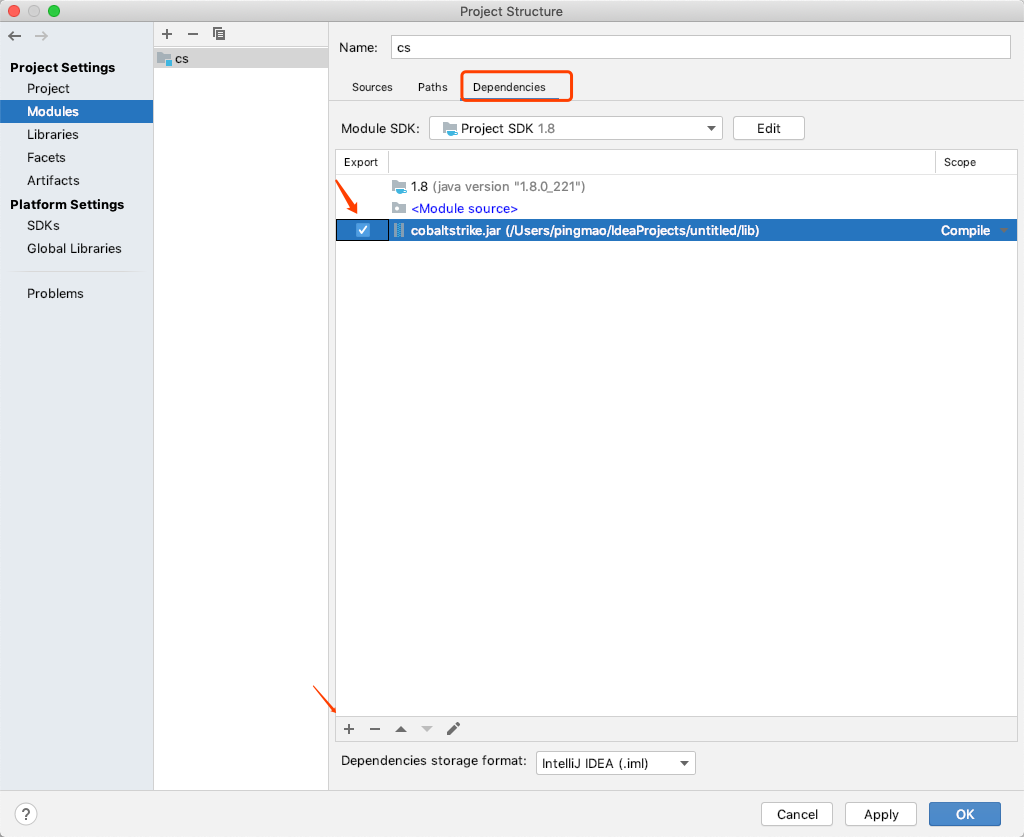 Project Structure
Project Settings
Project
Modules
Libraries
Facets
Artifacts
Platform Settings
SDKs
Global Libraries
Problems
cs
Name: cs
Sources Paths Dependencies
Module SDK: Project SDK 1.8 Edit
Export Scope
1.8 (java version "1.8.0_221")
<Module source>
cobaltstrike.jar (/Users/pingmao/IdeaProjects/untitled/lib) Compile
Dependencies storage format: IntelliJ IDEA (.iml)
? Cancel Apply OK